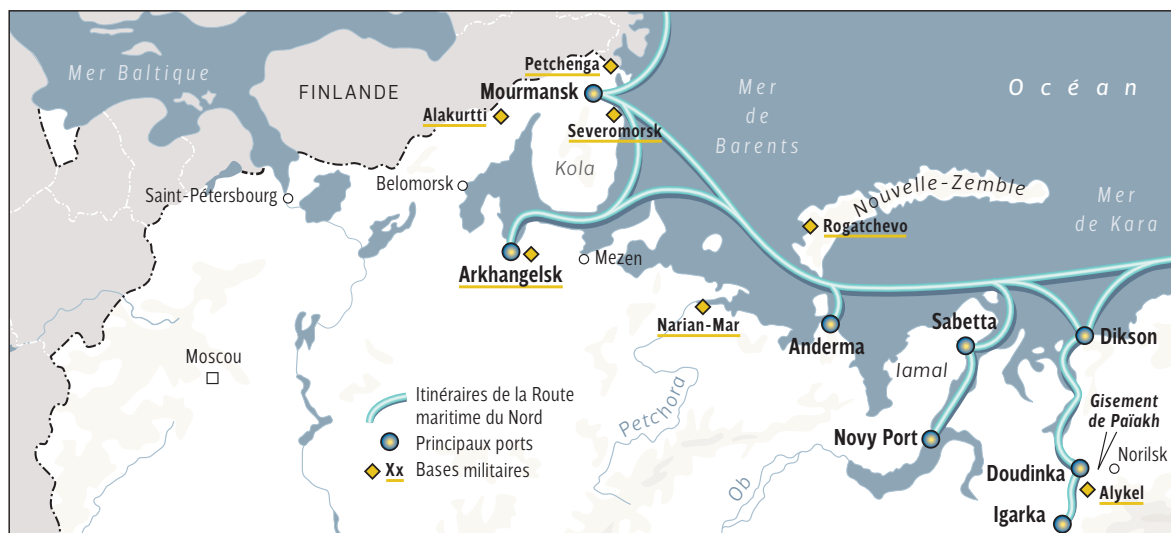 Mer Baltique
FINLANDE
Petchenga
Mourmansk
Alakurtti
Severomorsk
Kola
Mer
de
Barents
Océan
Nouvelle-Zemble
Mer
de Kara
Rogatchevo
Saint-Pétersbourg
Belomorsk
Arkhangelsk
Mezen
Narian-Mar
Anderma
Sabetta
Dikson
Iamal
Moscou
Petchora
Ob
Novy Port
Gisement
de Païakh
Norilsk
Doudinka
Alykel
Igarka
Itinéraires de la Route
maritime du Nord
Principaux ports
Xx Bases militaires